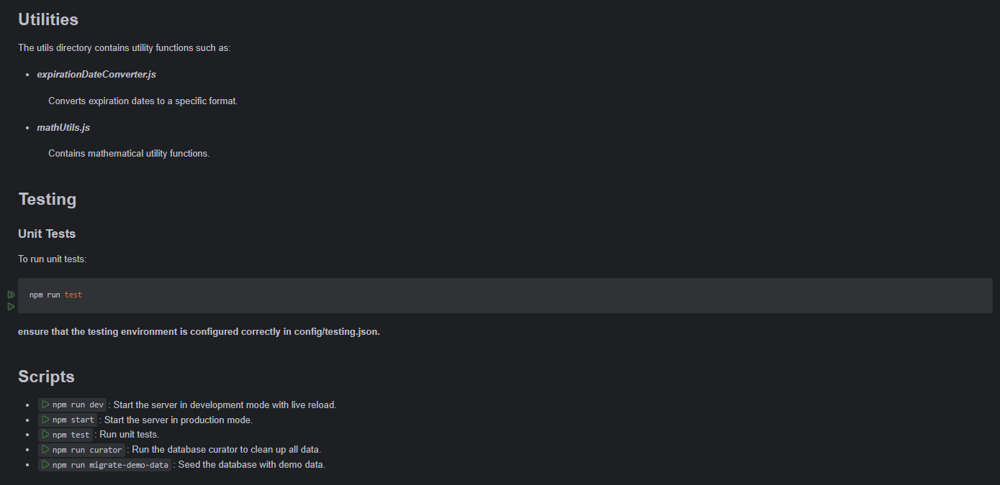 Utilities
The utils directory contains utility functions such as:
expirationDateConverter.js
Converts expiration dates to a specific format.
mathUtils.js
Contains mathematical utility functions.
Testing
Unit Tests
To run unit tests:
npm run test
ensure that the testing environment is configured correctly in config/testing.json.
Scripts
npm run dev : Start the server in development mode with live reload.
npm start : Start the server in production mode.
npm test : Run unit tests.
npm run curator : Run the database curator to clean up all data.
npm run migrate-demo-data : Seed the database with demo data.